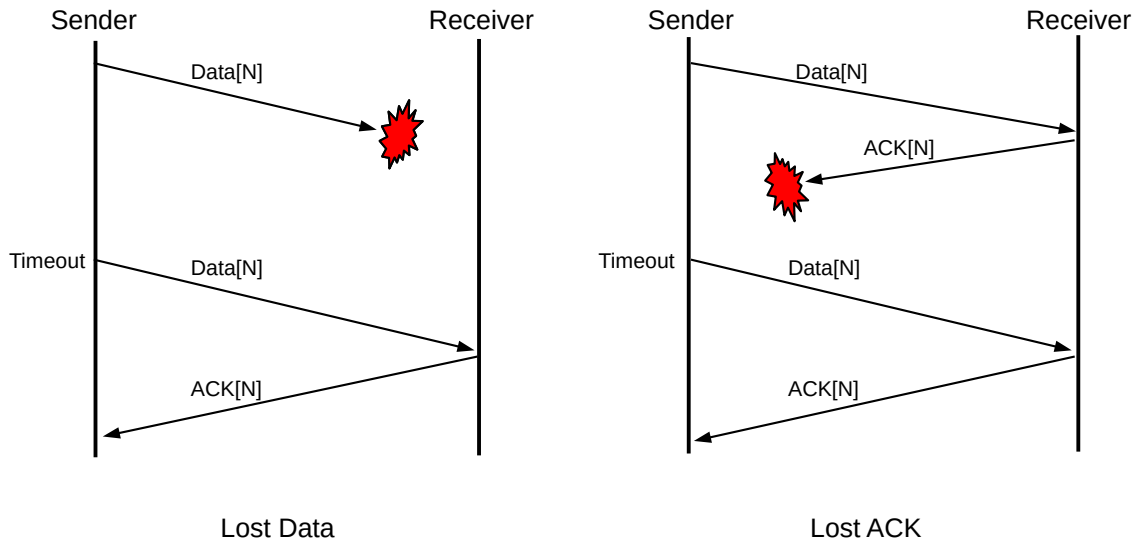 Sender
Receiver
Data[N]
Timeout
Data[N]
ACK[N]
Lost Data
Sender
Receiver
Data[N]
ACK[N]
Timeout
Data[N]
ACK[N]
Lost ACK